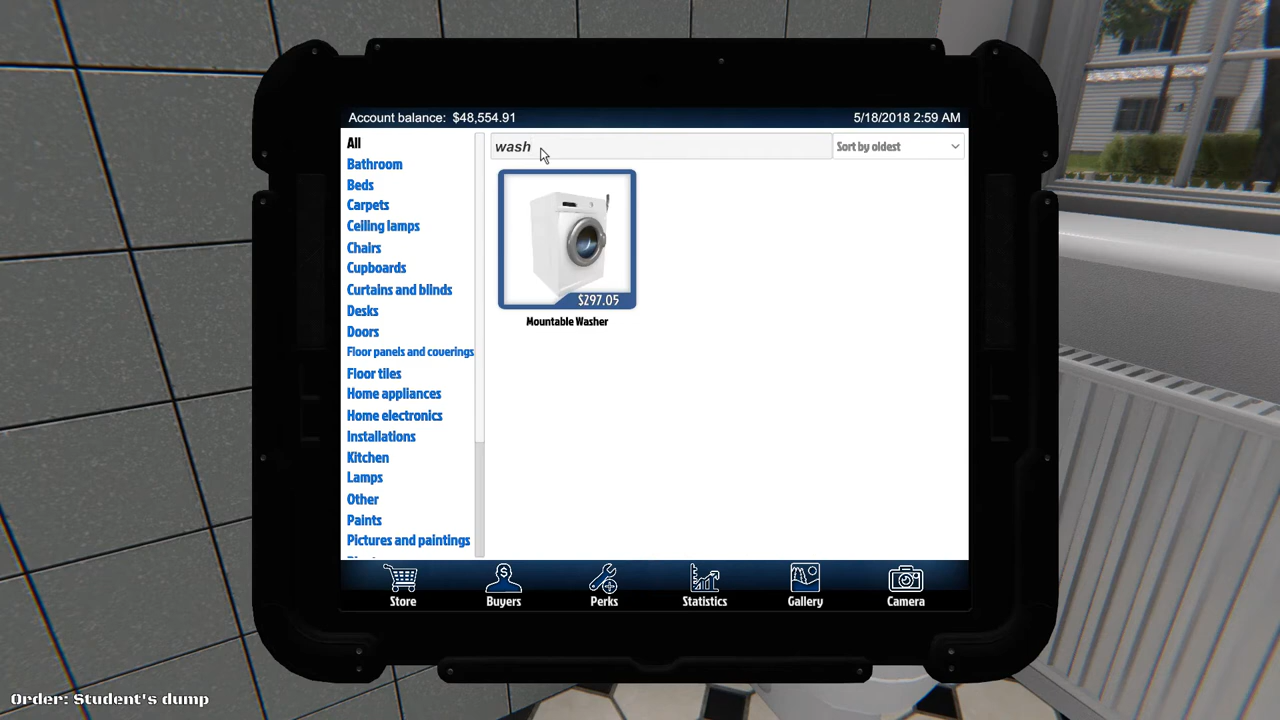 Account balance: $48,554.91
5/18/2018 2:59 AM
All
Bathroom
Beds
Carpets
Ceiling lamps
Chairs
Cupboards
Curtains and blinds
Desks
Doors
Floor panels and coverings
Floor tiles
Home appliances
Home electronics
Installations
Kitchen
Lamps
Other
Paints
Pictures and paintings
wash
Sort by oldest
$297.05
Mountable Washer
Store
Buyers
Perks
Statistics
Gallery
Camera
Order: Student's dump